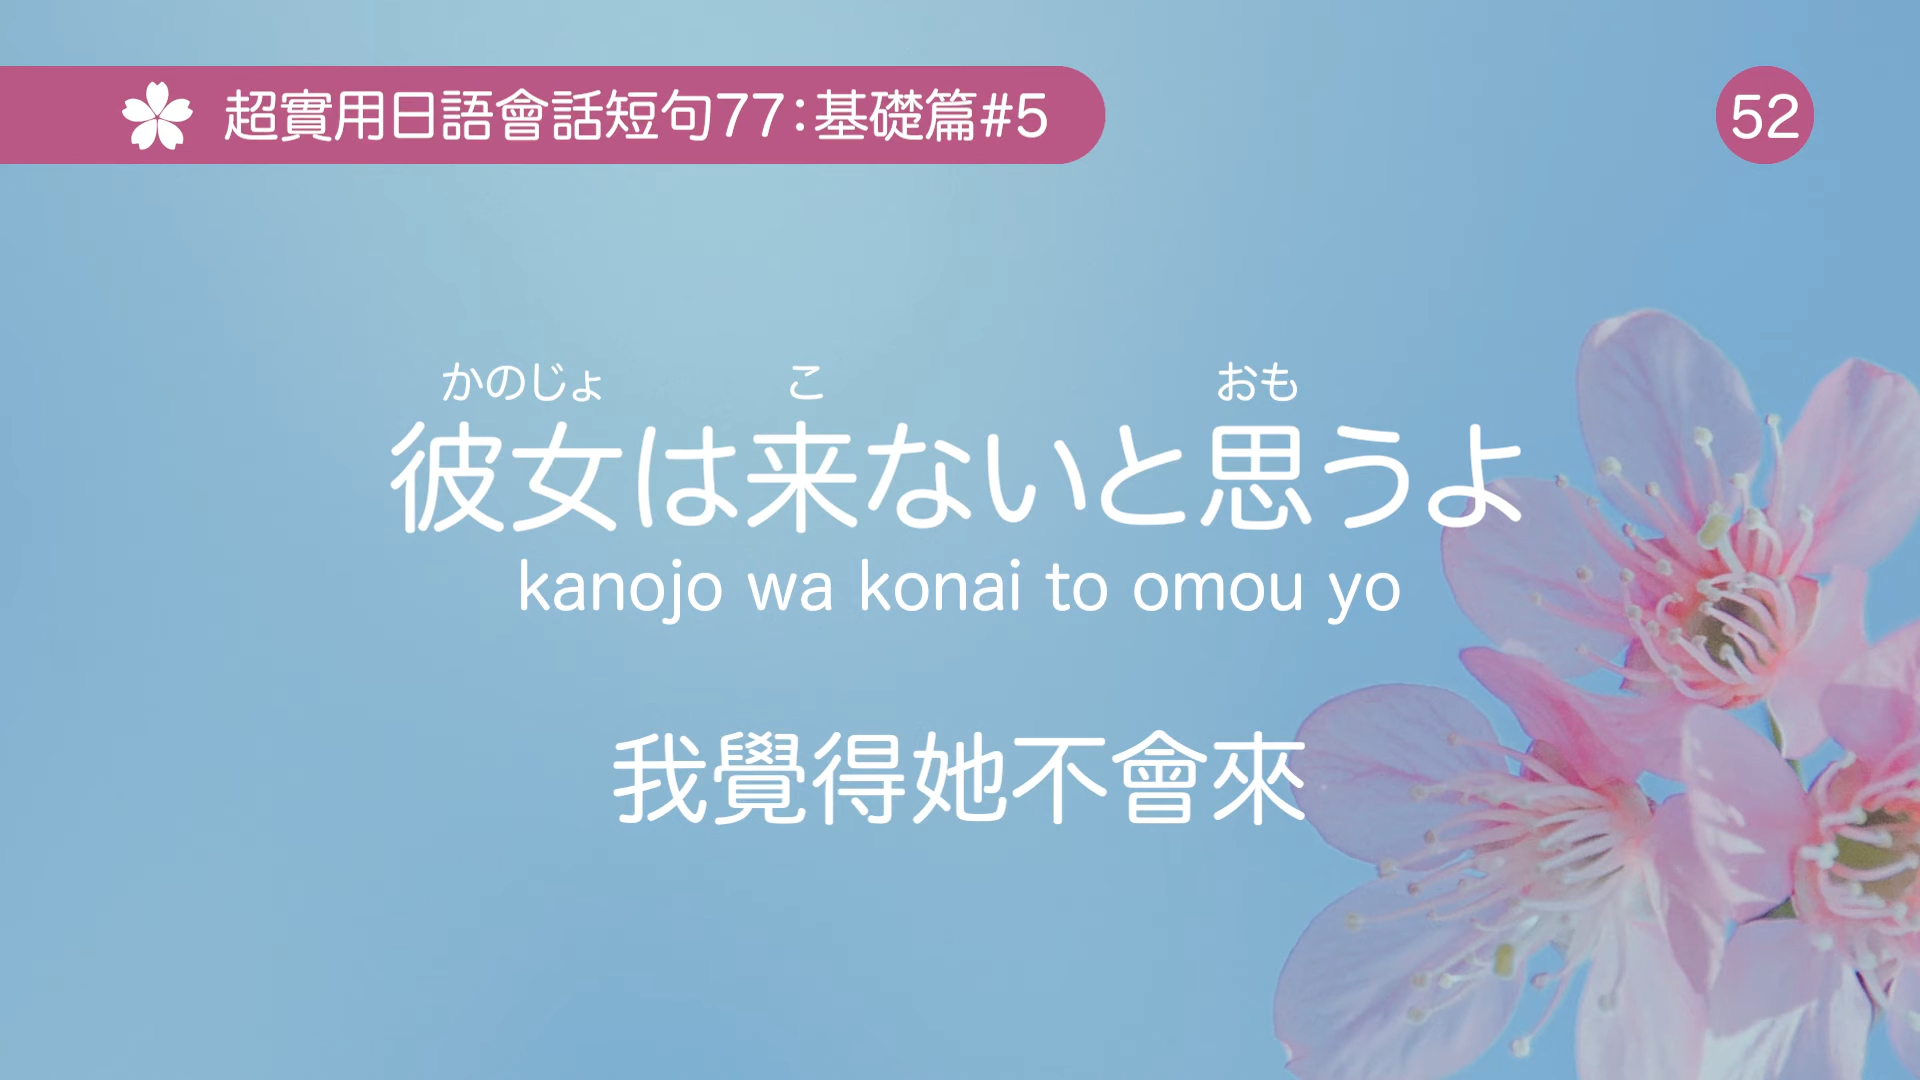 超實用日語會話短句77：基礎篇#5
52
かのじょ こ おも
彼女は来ないと思うよ
kanojo wa konai to omou yo
我覺得她不會來